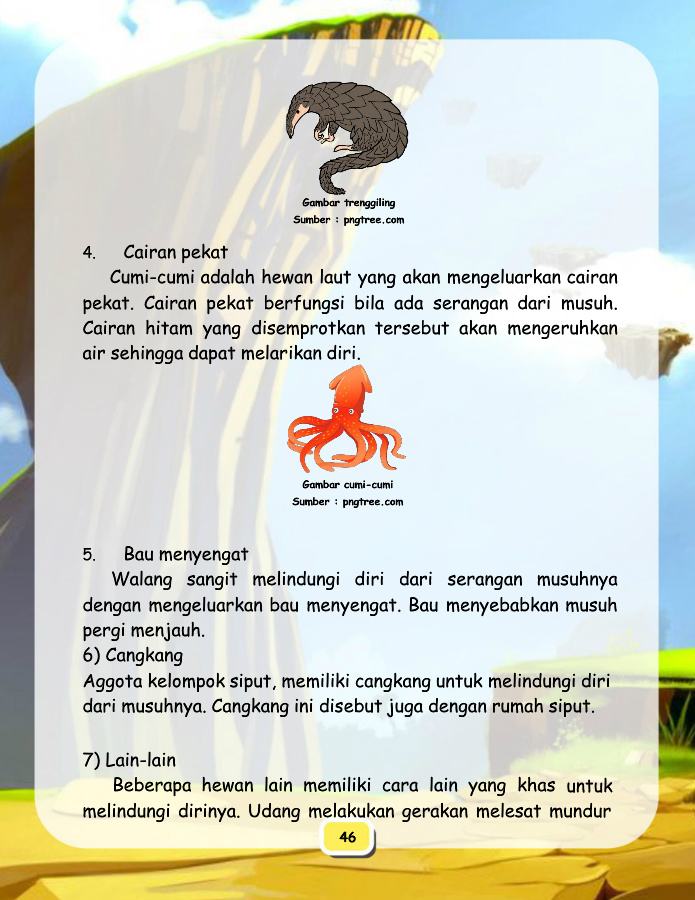 Gambar trenggiling
Sumber : pngtree.com
4. Cairan pekat
Cumi-cumi adalah hewan laut yang akan mengeluarkan cairan
pekat. Cairan pekat berfungsi bila ada serangan dari musuh.
Cairan hitam yang disemprotkan tersebut akan mengeruhkan
air sehingga dapat melarikan diri.
Gambar cumi-cumi
Sumber : pngtree.com
5. Bau menyengat
Walang sangit melindungi diri dari serangan musuhnya
dengan mengeluarkan bau menyengat. Bau menyebabkan musuh
pergi menjauh.
6) Cangkang
Aggota kelompok siput, memiliki cangkang untuk melindungi diri
dari musuhnya. Cangkang ini disebut juga dengan rumah siput.
7) Lain-lain
Beberapa hewan lain memiliki cara lain yang khas untuk
melindungi dirinya. Udang melakukan gerakan melesat mundur
46